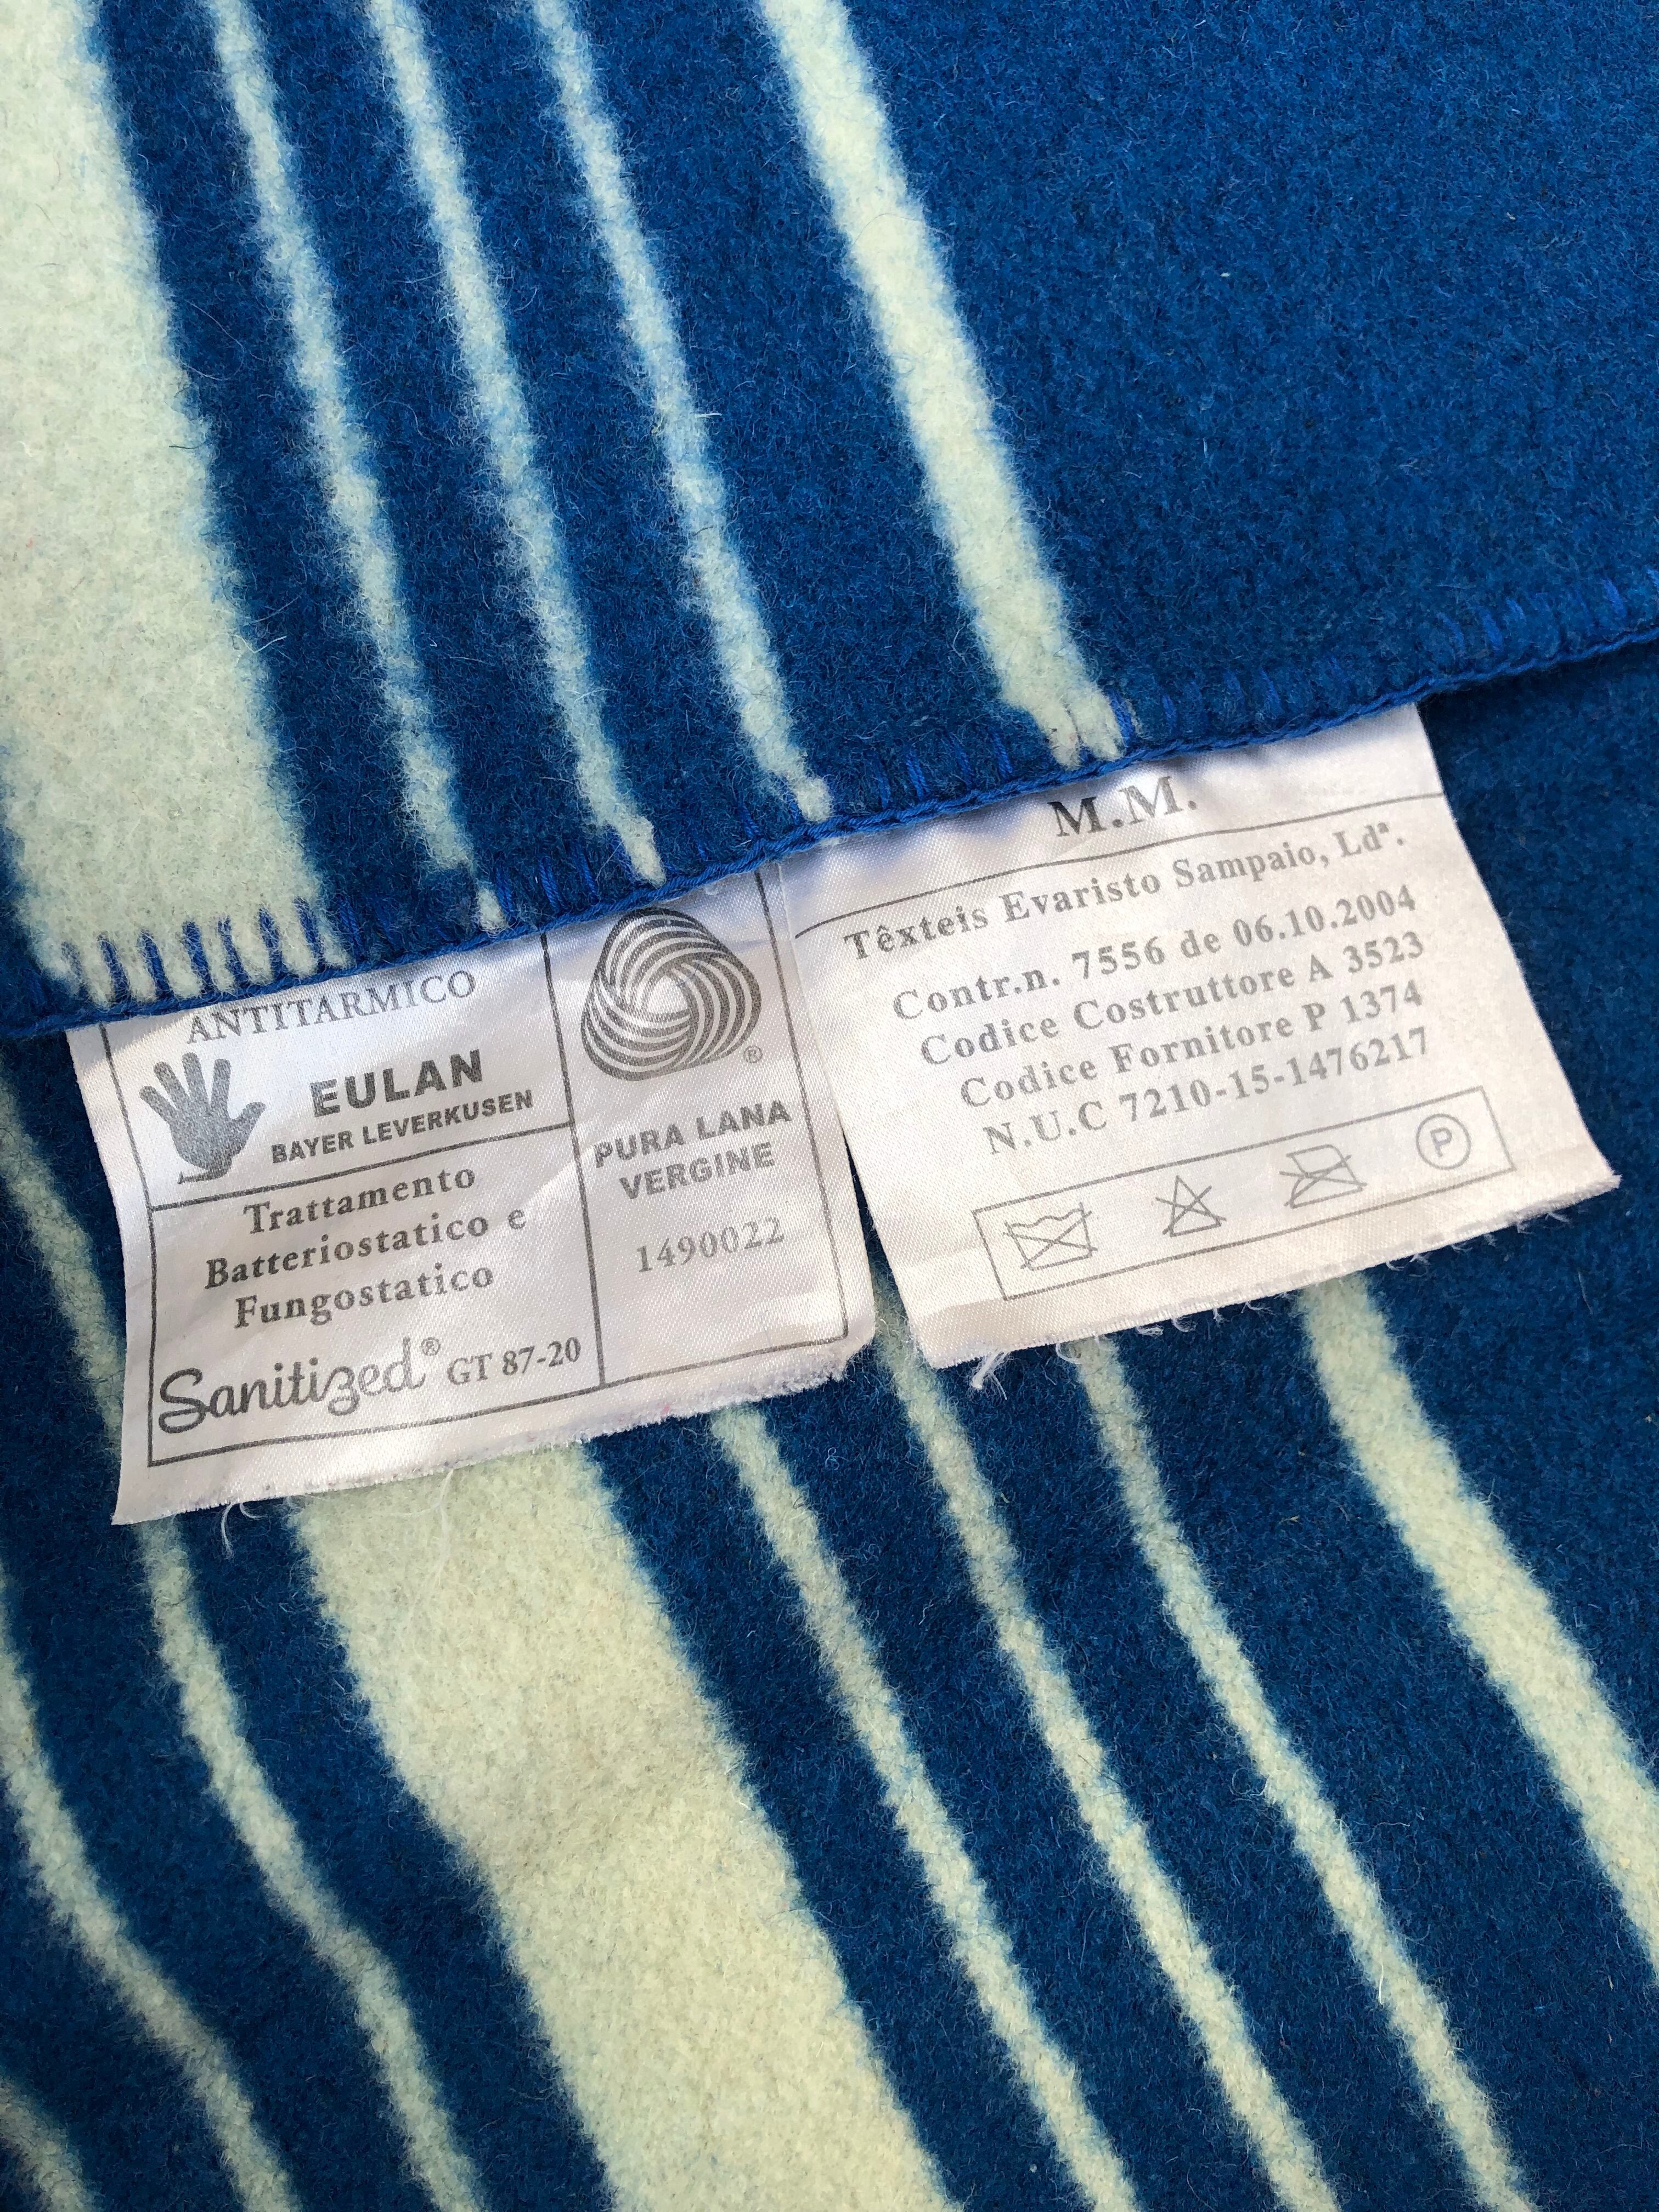 ANTITARMICO
EULAN
BAYER LEVERKUSEN
Trattamento
Batteriostatico e
Fungostatico
Sanitized® GT 87-20
®
PURA LANA
VERGINE
1490022
M.M.
Têxteis Evaristo Sampaio, Ldª.
Contr.n. 7556 de 06.10.2004
Codice Costruttore A 3523
Codice Fornitore P 1374
N.U.C 7210-15-1476217
P